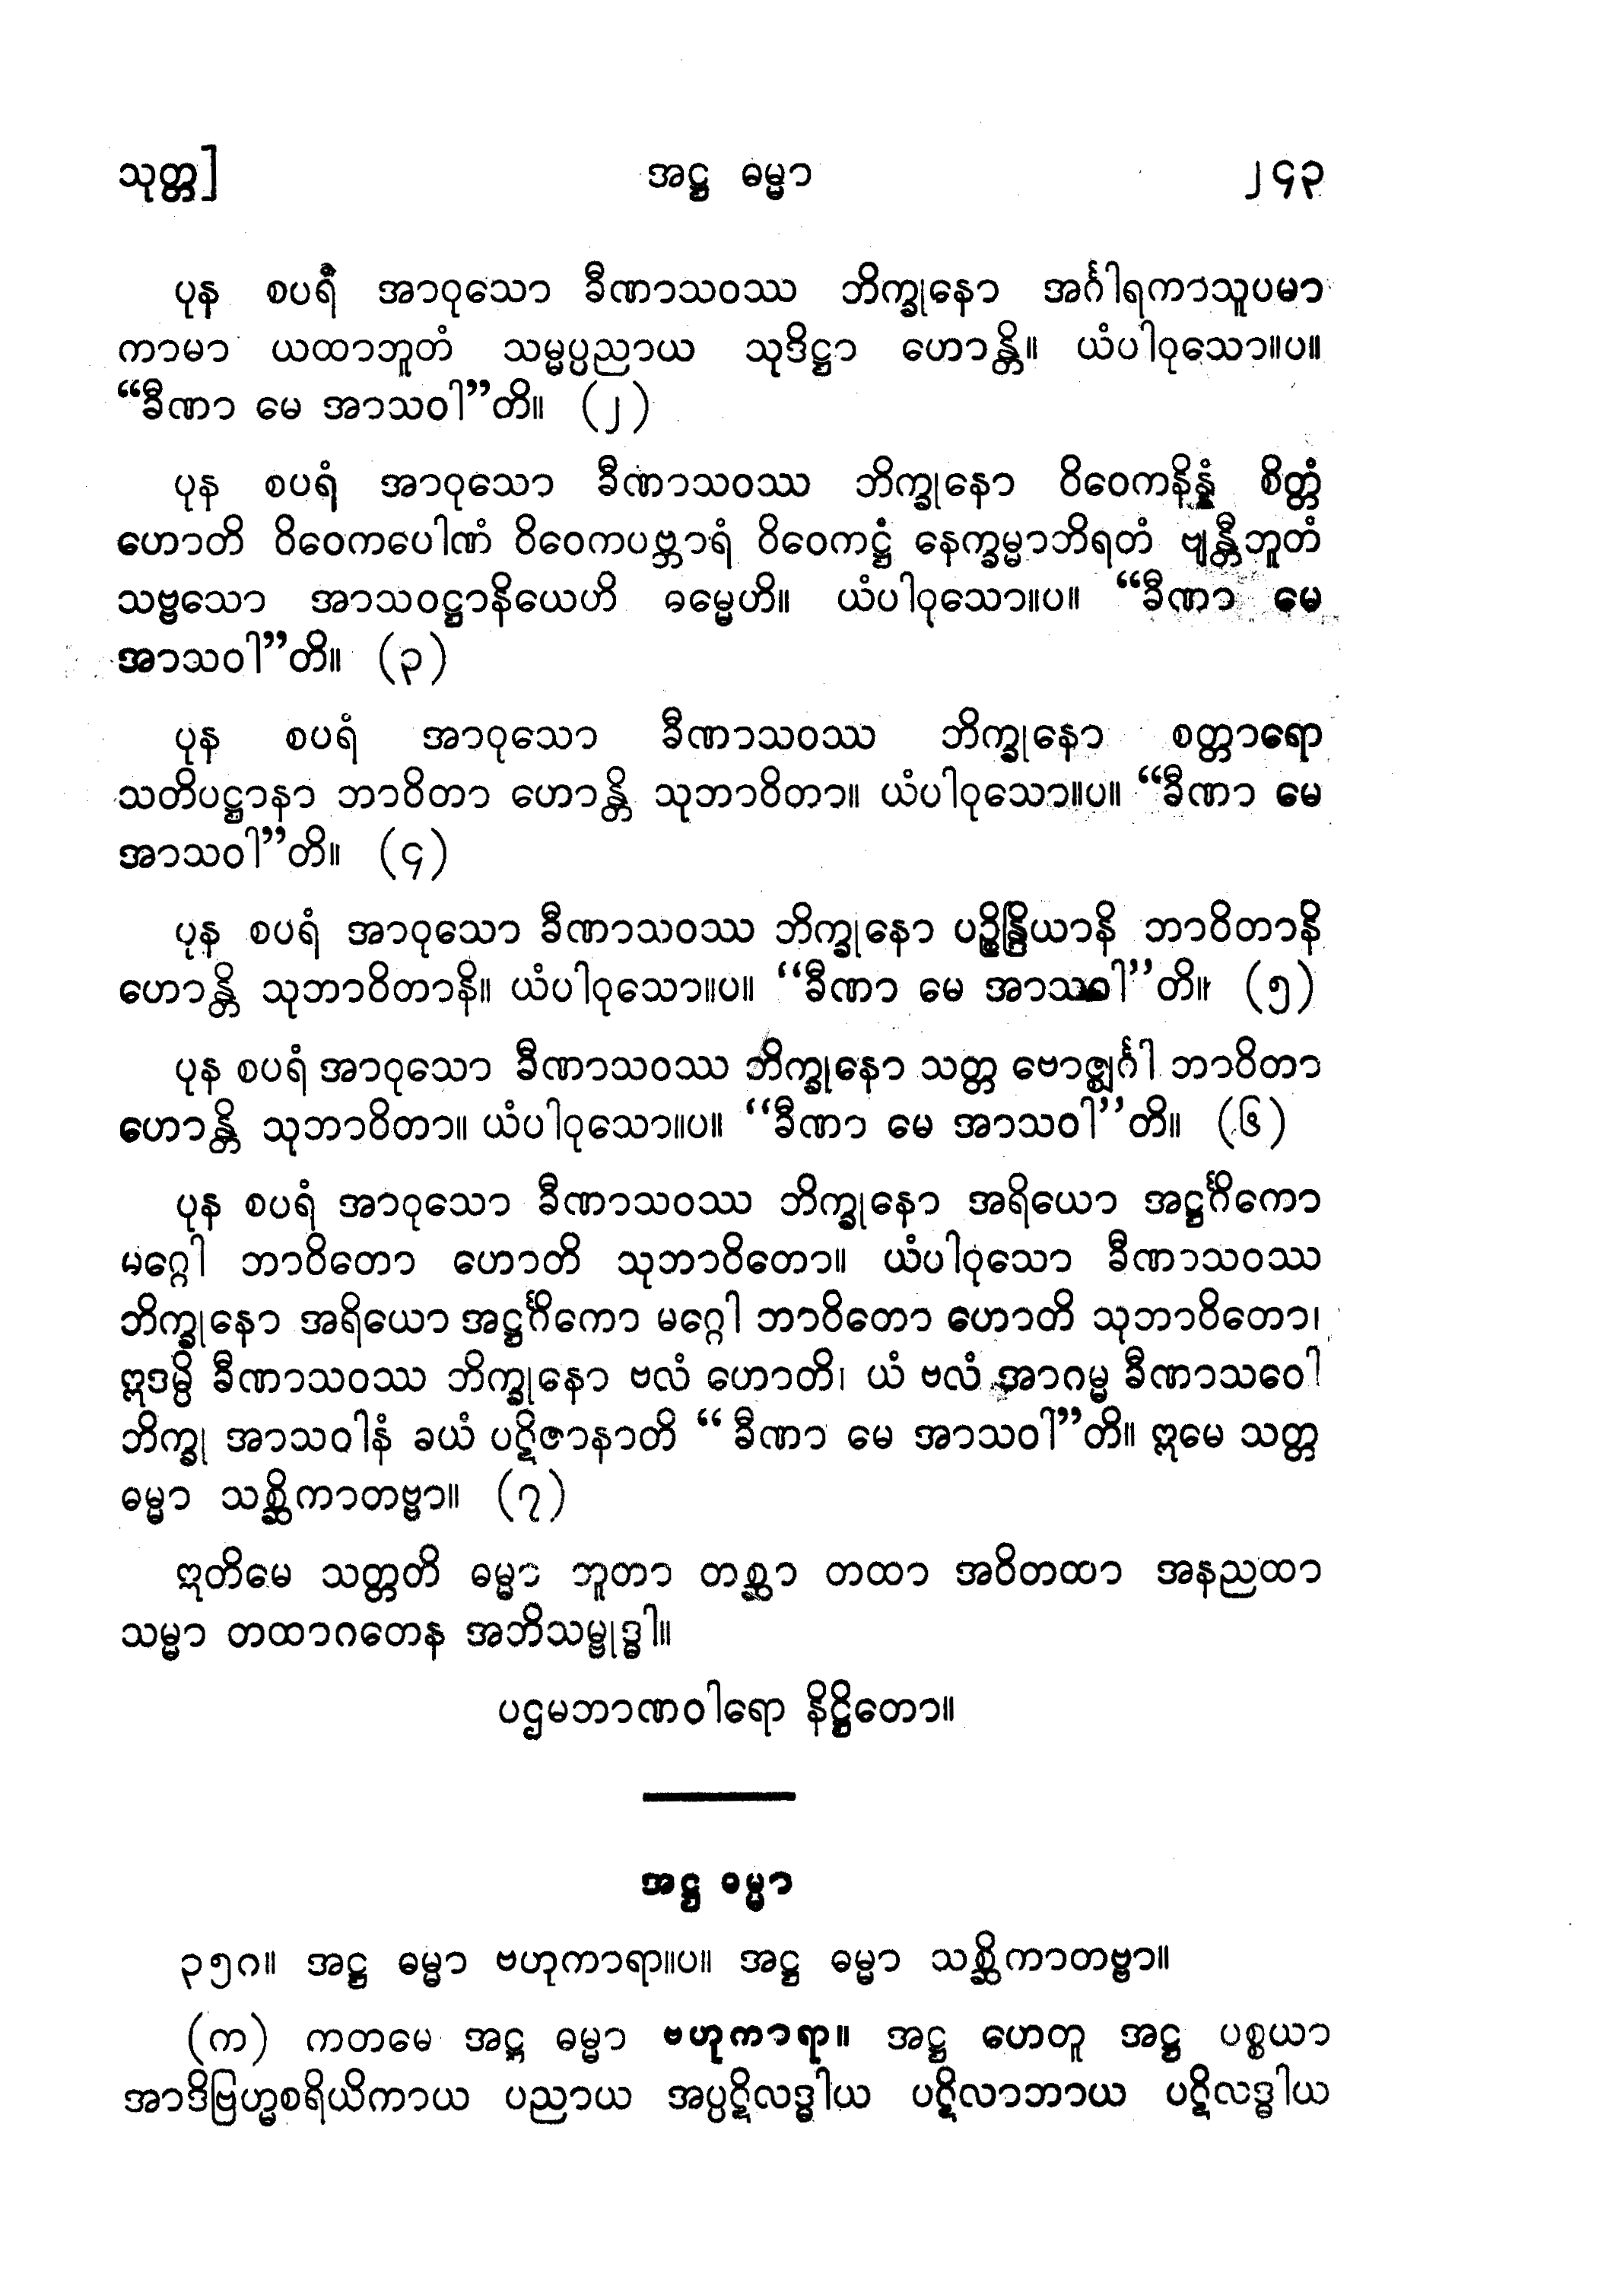 သုတ္တ] အဋ္ဌ ဓမ္မာ ၂၄၃
ပုန စပရံ အာဝုသော ခီဏာသဝဿ ဘိက္ခုနော အင်္ဂါရကာသူပမာ
ကာမာ ယထာဘူတံ သမ္မပ္ပညာယ သုဒိဋ္ဌာ ဟောန္တိ။ ယံပါဝုသော။ပ။
“ခီဏာ မေ အာသဝါ”တိ။ (၂)
ပုန စပရံ အာဝုသော ခီဏာသဝဿ ဘိက္ခုနော ဝိဝေကနိန္နံ စိတ္တံ
ဟောတိ ဝိဝေကပေါဏံ ဝိဝေကပဗ္ဘာရံ ဝိဝေကဋ္ဌံ နေက္ခမ္မာဘိရတံ ဗျန္တီဘူတံ
သဗ္ဗသော အာသဝဋ္ဌာနိယေဟိ ဓမ္မေဟိ။ ယံပါဝုသော။ပ။ “ခီဏာ မေ
အာသဝါ”တိ။ (၃)
ပုန စပရံ အာဝုသော ခီဏာသဝဿ ဘိက္ခုနော စတ္တာရော
သတိပဋ္ဌာနာ ဘာဝိတာ ဟောန္တိ သုဘာဝိတာ။ ယံပါဝုသော။ပ။ “ခီဏာ မေ
အာသဝါ”တိ။ (၄)
ပုန စပရံ အာဝုသော ခီဏာသဝဿ ဘိက္ခုနော ပဉ္စိန္ဒြိယာနိ ဘာဝိတာနိ
ဟောန္တိ သုဘာဝိတာနိ။ ယံပါဝုသော။ပ။ “ခီဏာ မေ အာသဝါ”တိ။ (၅)
ပုန စပရံ အာဝုသော ခီဏာသဝဿ ဘိက္ခုနော သတ္တ ဗောဇ္ဈင်္ဂါ ဘာဝိတာ
ဟောန္တိ သုဘာဝိတာ။ ယံပါဝုသော။ပ။ “ခီဏာ မေ အာသဝါ”တိ။ (၆)
ပုန စပရံ အာဝုသော ခီဏာသဝဿ ဘိက္ခုနော အရိယော အဋ္ဌင်္ဂိကော
မဂ္ဂေါ ဘာဝိတော ဟောတိ သုဘာဝိတော။ ယံပါဝုသော ခီဏာသဝဿ
ဘိက္ခုနော အရိယော အဋ္ဌင်္ဂိကော မဂ္ဂေါ ဘာဝိတော ဟောတိ သုဘာဝိတော၊
ဣဒမ္ပိ ခီဏာသဝဿ ဘိက္ခုနော ဗလံ ဟောတိ၊ ယံ ဗလံ အာဂမ္မ ခီဏာသဝေါ
ဘိက္ခု အာသဝါနံ ခယံ ပဋိဇာနာတိ “ခီဏာ မေ အာသဝါ”တိ။ ဣမေ သတ္တ
ဓမ္မာ သစ္ဆိကာတဗ္ဗာ။ (၇)
ဣတိမေ သတ္တတိ ဓမ္မာ ဘူတာ တစ္ဆာ တထာ အဝိတထာ အနညထာ
သမ္မာ တထာဂတေန အဘိသမ္ဗုဒ္ဓါ။
ပဌမဘာဏဝါရော နိဋ္ဌိတော။
အဋ္ဌ ဓမ္မာ
၃၅ဂ။ အဋ္ဌ ဓမ္မာ ဗဟုကာရာ။ပ။ အဋ္ဌ ဓမ္မာ သစ္ဆိကာတဗ္ဗာ။
(က) ကတမေ အဋ္ဌ ဓမ္မာ ဗဟုကာရာ။ အဋ္ဌ ဟေတူ အဋ္ဌ ပစ္စယာ
အာဒိဗြဟ္မစရိယိကာယ ပညာယ အပ္ပဋိလဒ္ဓါယ ပဋိလာဘာယ ပဋိလဒ္ဓါယ